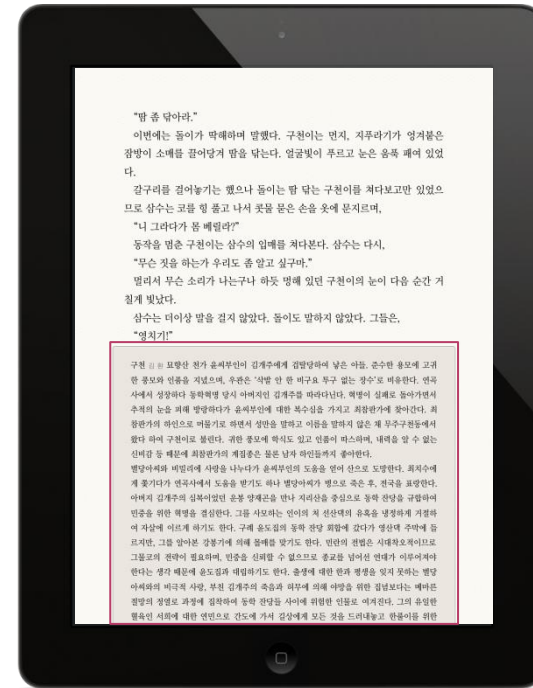 “땀 좀 닦아라.”
이번에는 돌이가 딱해하며 말했다. 구천이는 먼지, 지푸라기가 엉겨붙은
잠방이 소매를 끌어당겨 땀을 닦는다. 얼굴빛이 푸르고 눈은 움푹 패여 있었
다.
갈구리를 걸어놓기는 했으나 돌이는 땀 닦는 구천이를 쳐다보고만 있었으
므로 삼수는 코를 힝 풀고 나서 콧물 묻은 손을 옷에 문지르며,
“니 그라다가 몸 베릴라?”
동작을 멈춘 구천이는 삼수의 입매를 쳐다본다. 삼수는 다시,
“무슨 짓을 하는가 우리도 좀 알고 싶구마.”
멀리서 무슨 소리가 나는구나 하듯 멍해 있던 구천이의 눈이 다음 순간 거
칠게 빛났다.
삼수는 더이상 말을 걸지 않았다. 돌이도 말하지 않았다. 그들은,
“영치기!”
구천 김환 묘향산 천가 윤씨부인이 김개주에게 겁탈당하여 낳은 아들. 준수한 용모에 고귀
한 풍모와 인품을 지녔으며, 우관은 ‘삭발 안 한 비구요 투구 없는 장수’로 비유한다. 연곡
사에서 성장하다 동학혁명 당시 아버지인 김개주를 따라다닌다. 혁명이 실패로 돌아가면서
추적의 눈을 피해 방랑하다가 윤씨부인에 대한 복수심을 가지고 최참판가에 찾아간다. 최
참판가의 하인으로 머물기로 하면서 성만을 말하고 이름을 말하지 않은 채 무주구천동에서
왔다 하여 구천이로 불린다. 귀한 풍모에 학식도 있고 인품이 따스하며, 내력을 알 수 없는
신비감 등 때문에 최참판가의 계집종은 물론 남자 하인들까지 좋아한다.
별당아씨와 비밀리에 사랑을 나누다가 윤씨부인의 도움을 얻어 산으로 도망한다. 최치수에
게 쫓기다가 연곡사에서 도움을 받기도 하나 별당아씨가 병으로 죽은 후, 전국을 표랑한다.
아버지 김개주의 심복이었던 운봉 양재곤을 만나 지리산을 중심으로 동학 잔당을 규합하여
민중을 위한 혁명을 결심한다. 그를 사모하는 인이의 처 선산댁의 유혹을 냉정하게 거절하
여 자살에 이르게 하기도 한다. 구례 윤도집의 동학 잔당 회합에 갔다가 영산댁 주막에 들
르지만, 그를 알아본 강봉기에 의해 몰매를 맞기도 한다. 민란의 전법은 시대착오적이므로
그물코의 전략이 필요하며, 민중을 신뢰할 수 없으므로 종교를 넘어선 연대가 이루어져야
한다는 생각 때문에 윤도집과 대립하기도 한다. 출생에 대한 한과 평생을 잊지 못하는 별당
아씨와의 비극적 사랑, 부친 김개주의 죽음과 허무에 의해 야망을 위한 집념보다는 메마른
절망의 정열로 과정에 집착하여 동학 잔당들 사이에 위험한 인물로 여겨진다. 그의 유일한
혈육인 서희에 대한 연민으로 간도에 가서 길상에게 모든 것을 드러내놓고 한풀이를 위한